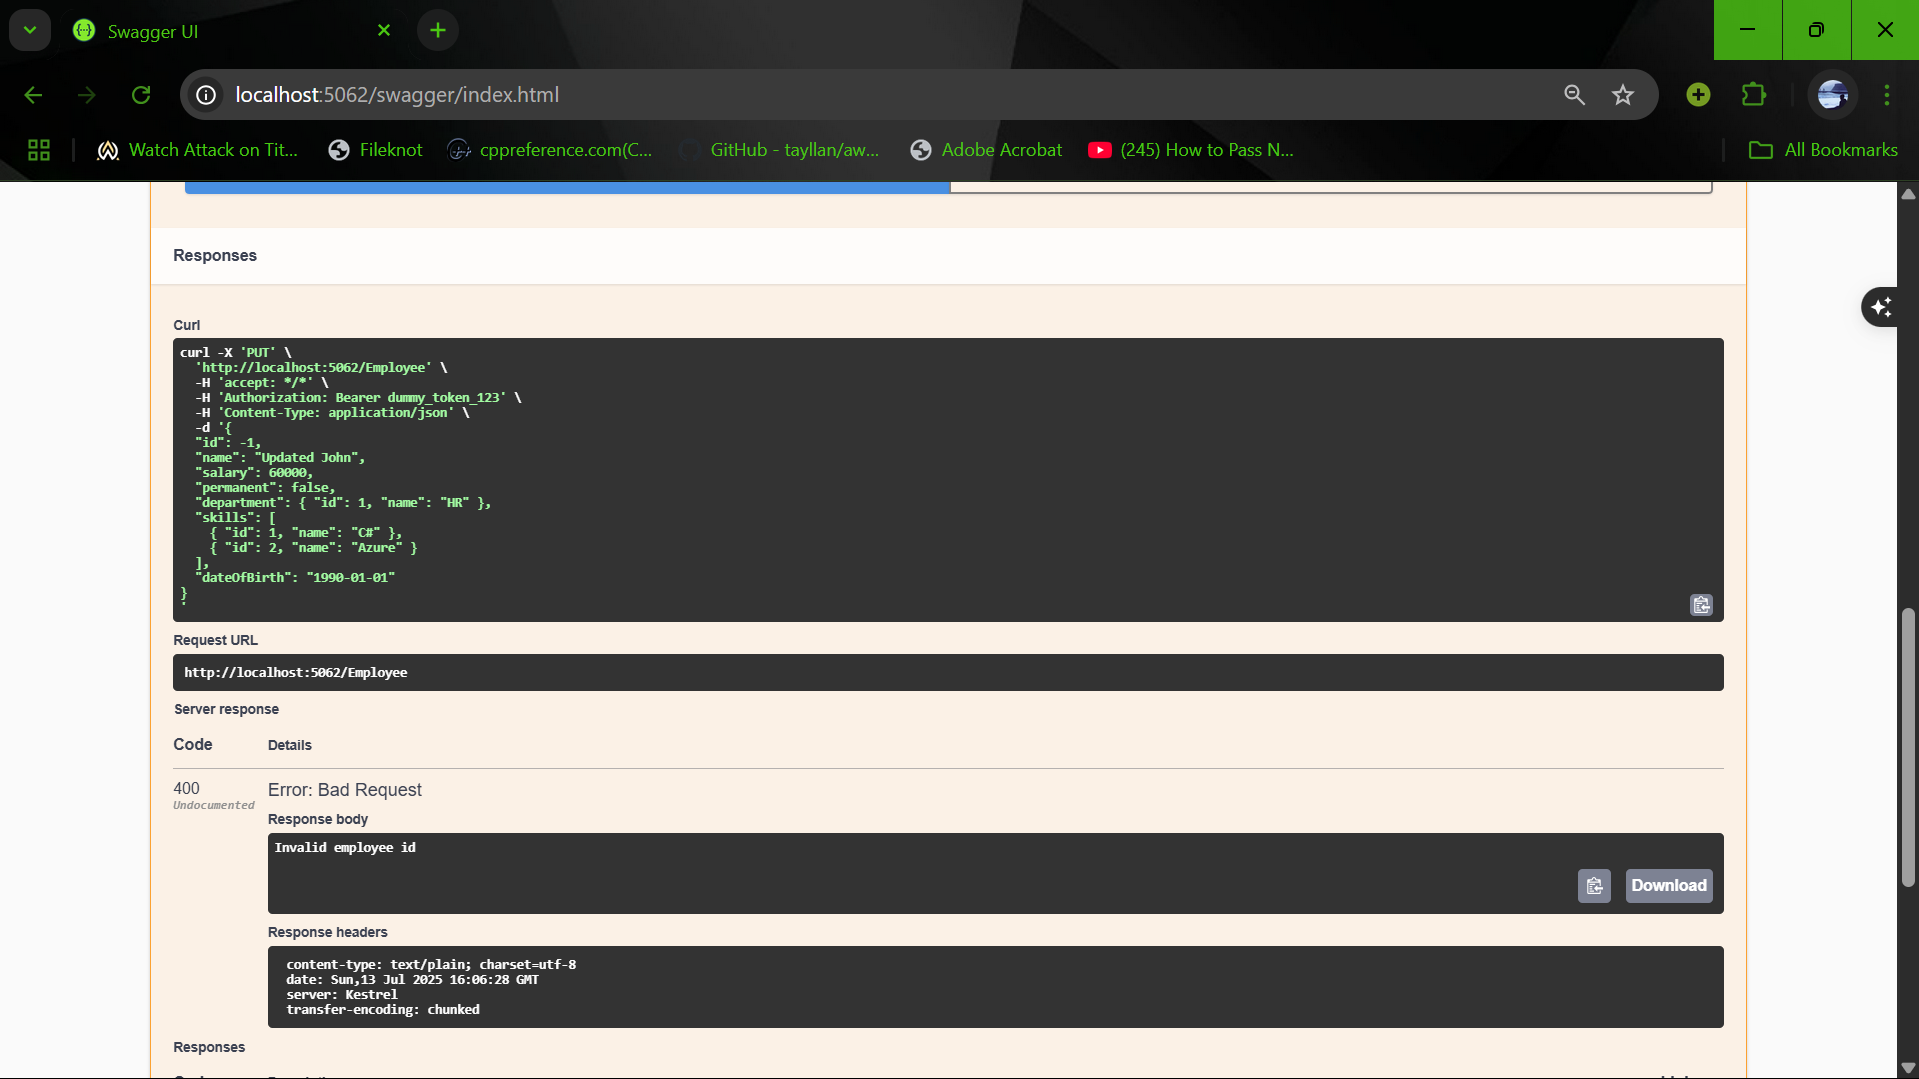 Swagger UI
localhost:5062/swagger/index.html
Watch Attack on Tit...
Fileknot
cppreference.com(C...
GitHub - tayllan/aw...
Adobe Acrobat
(245) How to Pass N...
All Bookmarks
Responses
Curl
curl -X 'PUT' \
'http://localhost:5062/Employee' \
-H 'accept: */*' \
-H 'Authorization: Bearer dummy_token_123' \
-H 'Content-Type: application/json' \
-d '{
"id": -1,
"name": "Updated John",
"salary": 60000,
"permanent": false,
"department": { "id": 1, "name": "HR" },
"skills": [
{ "id": 1, "name": "C#" },
{ "id": 2, "name": "Azure" }
],
"dateOfBirth": "1990-01-01"
}
'
Request URL
http://localhost:5062/Employee
Server response
Code Details
400 Error: Bad Request
Undocumented
Response body
Invalid employee id
Download
Response headers
content-type: text/plain; charset=utf-8
date: Sun,13 Jul 2025 16:06:28 GMT
server: Kestrel
transfer-encoding: chunked
Responses